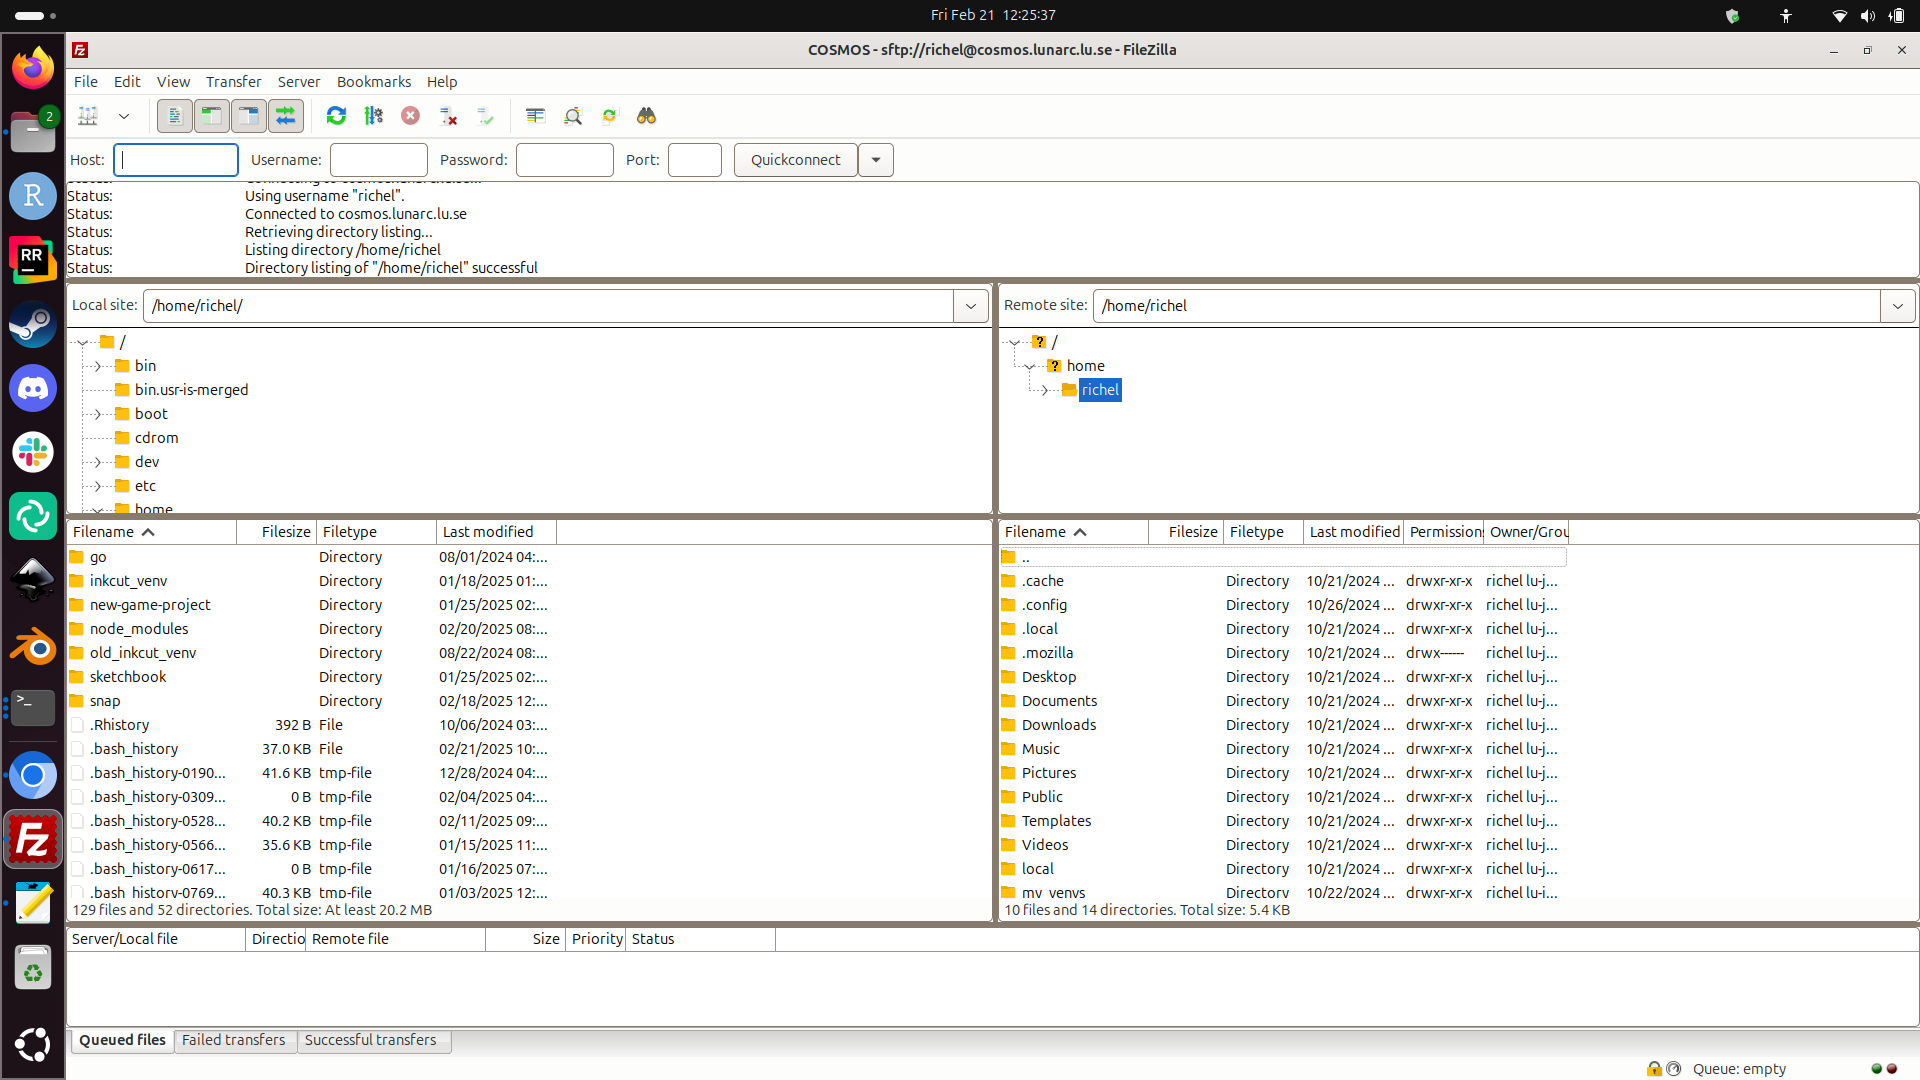 Fri Feb 21 12:25:37
COSMOS - sftp://richel@cosmos.lunarc.lu.se - FileZilla
File Edit View Transfer Server Bookmarks Help
Host: Username: Password: Port: Quickconnect
Status: Using username "richel".
Status: Connected to cosmos.lunarc.lu.se
Status: Retrieving directory listing...
Status: Listing directory /home/richel
Status: Directory listing of "/home/richel" successful
Local site: /home/richel/
/
bin
bin.usr-is-merged
boot
cdrom
dev
etc
home
Remote site: /home/richel
/
home
richel
Filename Filesize Filetype Last modified
go Directory 08/01/2024 04:...
inkcut_venv Directory 01/18/2025 01:...
new-game-project Directory 01/25/2025 02:...
node_modules Directory 02/20/2025 08:...
old_inkcut_venv Directory 08/22/2024 08:...
sketchbook Directory 01/25/2025 02:...
snap Directory 02/18/2025 12:...
.Rhistory 392 B File 10/06/2024 03:...
.bash_history 37.0 KB File 02/21/2025 10:...
.bash_history-0190... 41.6 KB tmp-file 12/28/2024 04:...
.bash_history-0309... 0 B tmp-file 02/04/2025 04:...
.bash_history-0528... 40.2 KB tmp-file 02/11/2025 09:...
.bash_history-0566... 35.6 KB tmp-file 01/15/2025 11:...
.bash_history-0617... 0 B tmp-file 01/16/2025 07:...
.bash_history-0769... 40.3 KB tmp-file 01/03/2025 12:...
129 files and 52 directories. Total size: At least 20.2 MB
Filename Filesize Filetype Last modified Permissions Owner/Grou
..
.cache Directory 10/21/2024 ... drwxr-xr-x richel lu-j...
.config Directory 10/26/2024 ... drwxr-xr-x richel lu-j...
.local Directory 10/21/2024 ... drwxr-xr-x richel lu-j...
.mozilla Directory 10/21/2024 ... drwx------ richel lu-j...
Desktop Directory 10/21/2024 ... drwxr-xr-x richel lu-j...
Documents Directory 10/21/2024 ... drwxr-xr-x richel lu-j...
Downloads Directory 10/21/2024 ... drwxr-xr-x richel lu-j...
Music Directory 10/21/2024 ... drwxr-xr-x richel lu-j...
Pictures Directory 10/21/2024 ... drwxr-xr-x richel lu-j...
Public Directory 10/21/2024 ... drwxr-xr-x richel lu-j...
Templates Directory 10/21/2024 ... drwxr-xr-x richel lu-j...
Videos Directory 10/21/2024 ... drwxr-xr-x richel lu-j...
local Directory 10/21/2024 ... drwxr-xr-x richel lu-j...
my_venvs Directory 10/22/2024 ... drwxr-xr-x richel lu-j...
10 files and 14 directories. Total size: 5.4 KB
Server/Local file Directio Remote file Size Priority Status
Queued files Failed transfers Successful transfers
Queue: empty
2
R
RR
>_
Fz